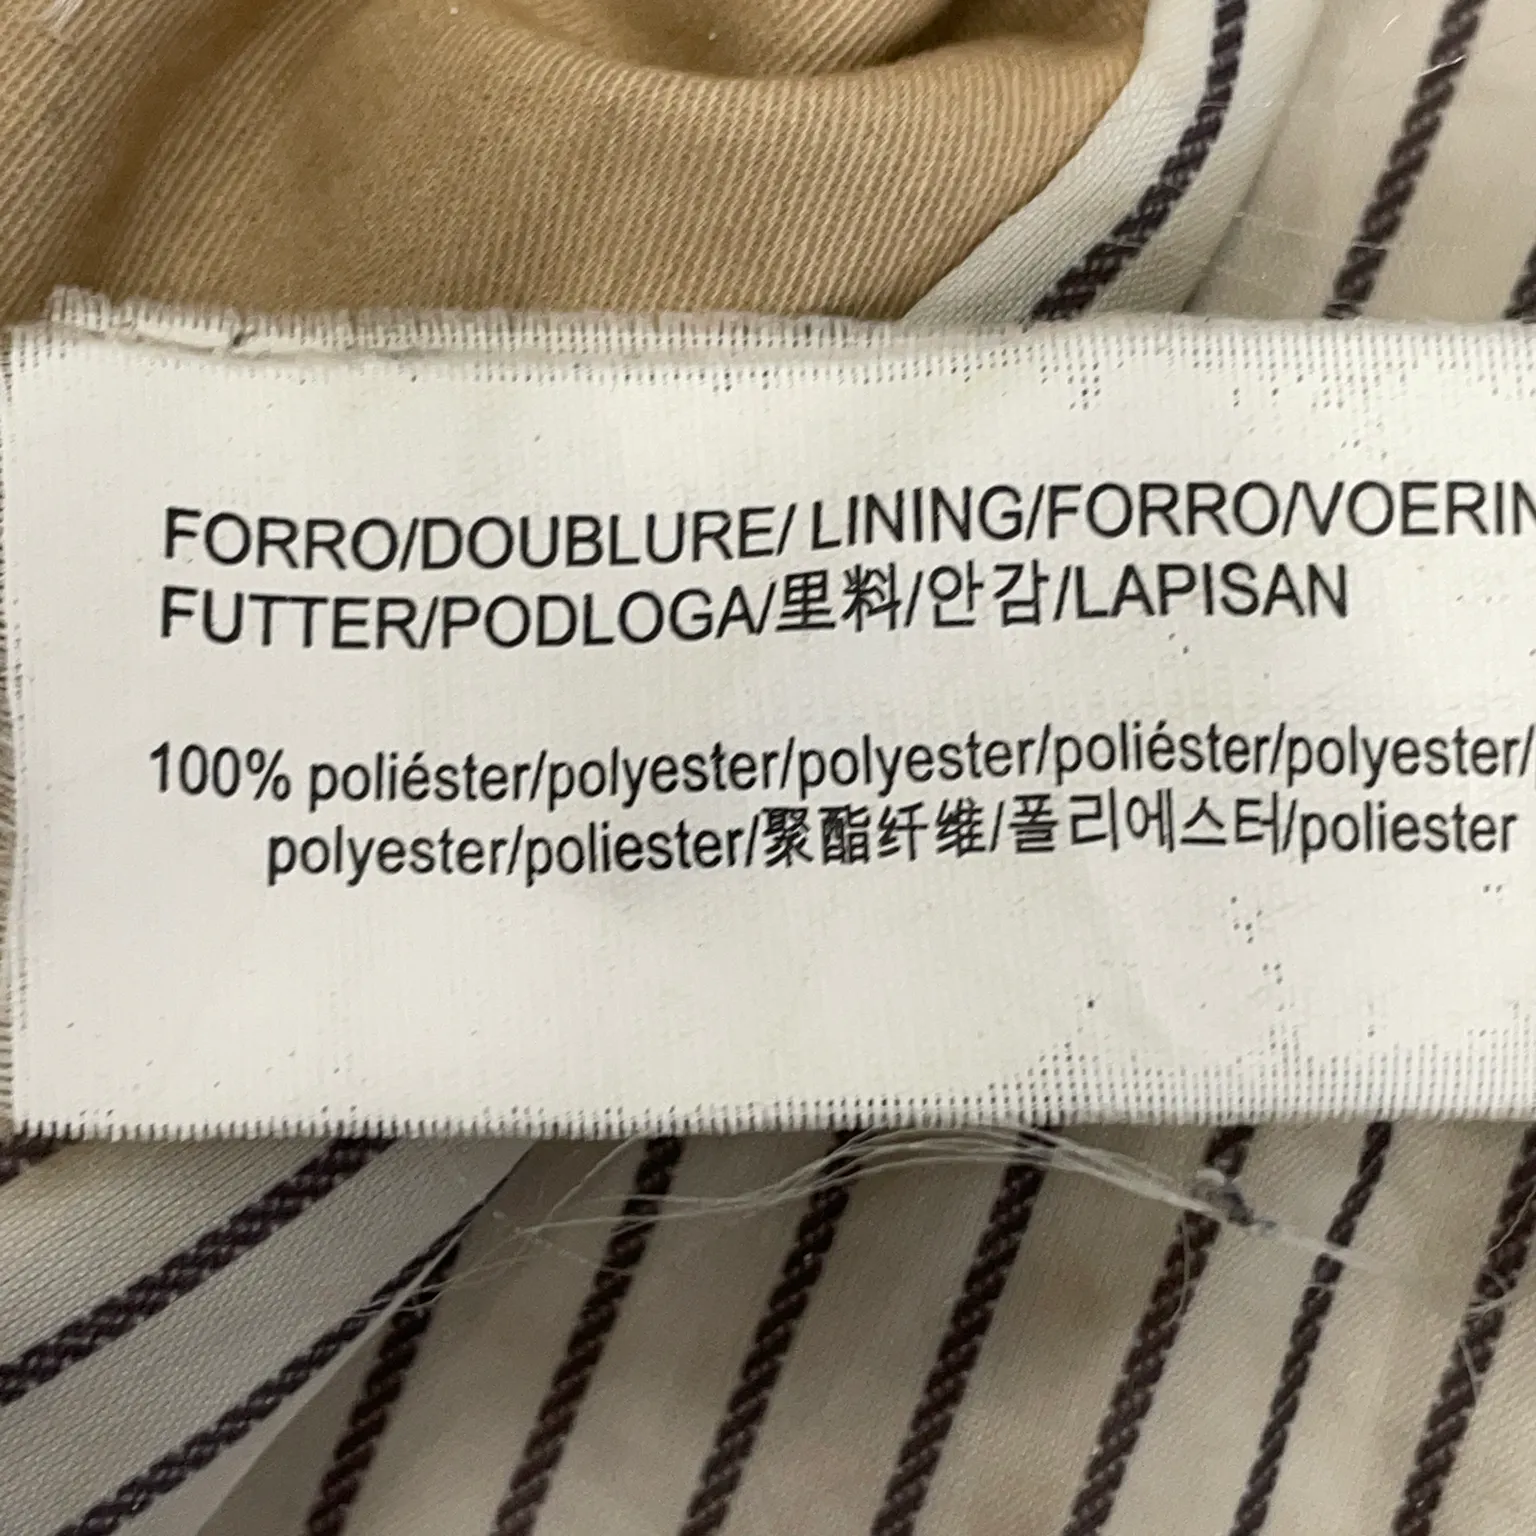 FORRO/DOUBLURE/ LINING/FORRO/VOERIN
FUTTER/PODLOGA/里料/안감/LAPISAN
100% poliéster/polyester/polyester/poliéster/polyester/
polyester/poliester/聚酯纤维/폴리에스터/poliester